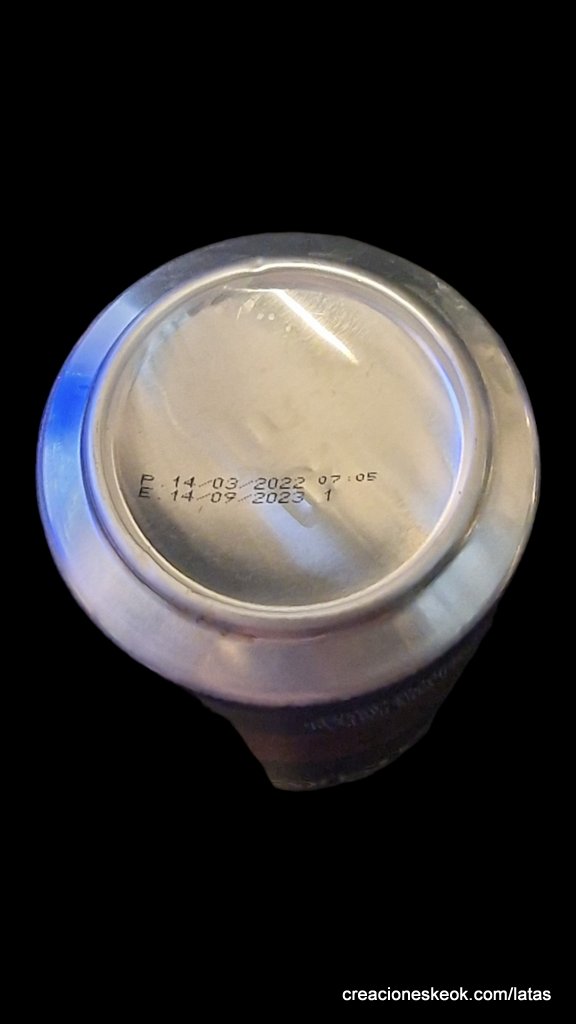 P. 14/03/2022 07:05
E. 14/09/2023 1
creacioneskeok.com/latas